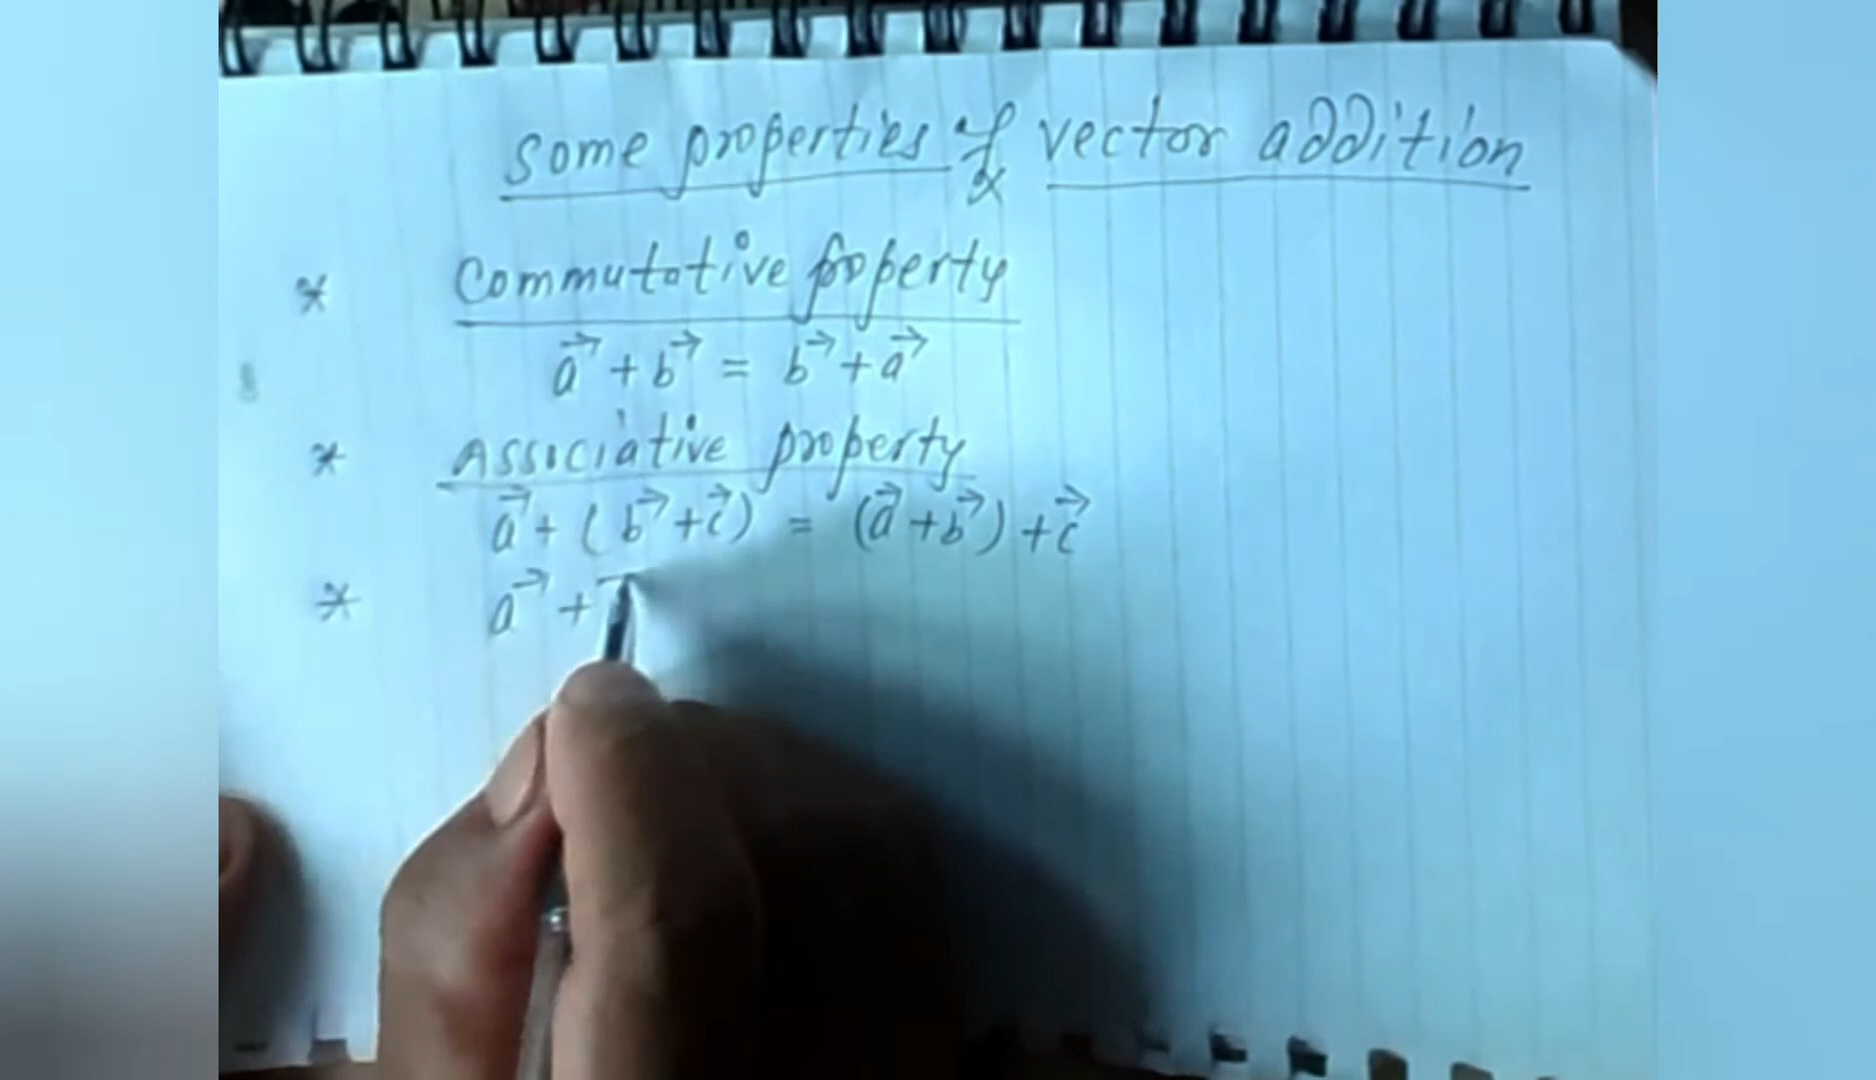 Some properties of vector addition
* Commutative property
a⃗ + b⃗ = b⃗ + a⃗
* Associative property
a⃗ + (b⃗ + c⃗) = (a⃗ + b⃗) + c⃗
* a⃗ +